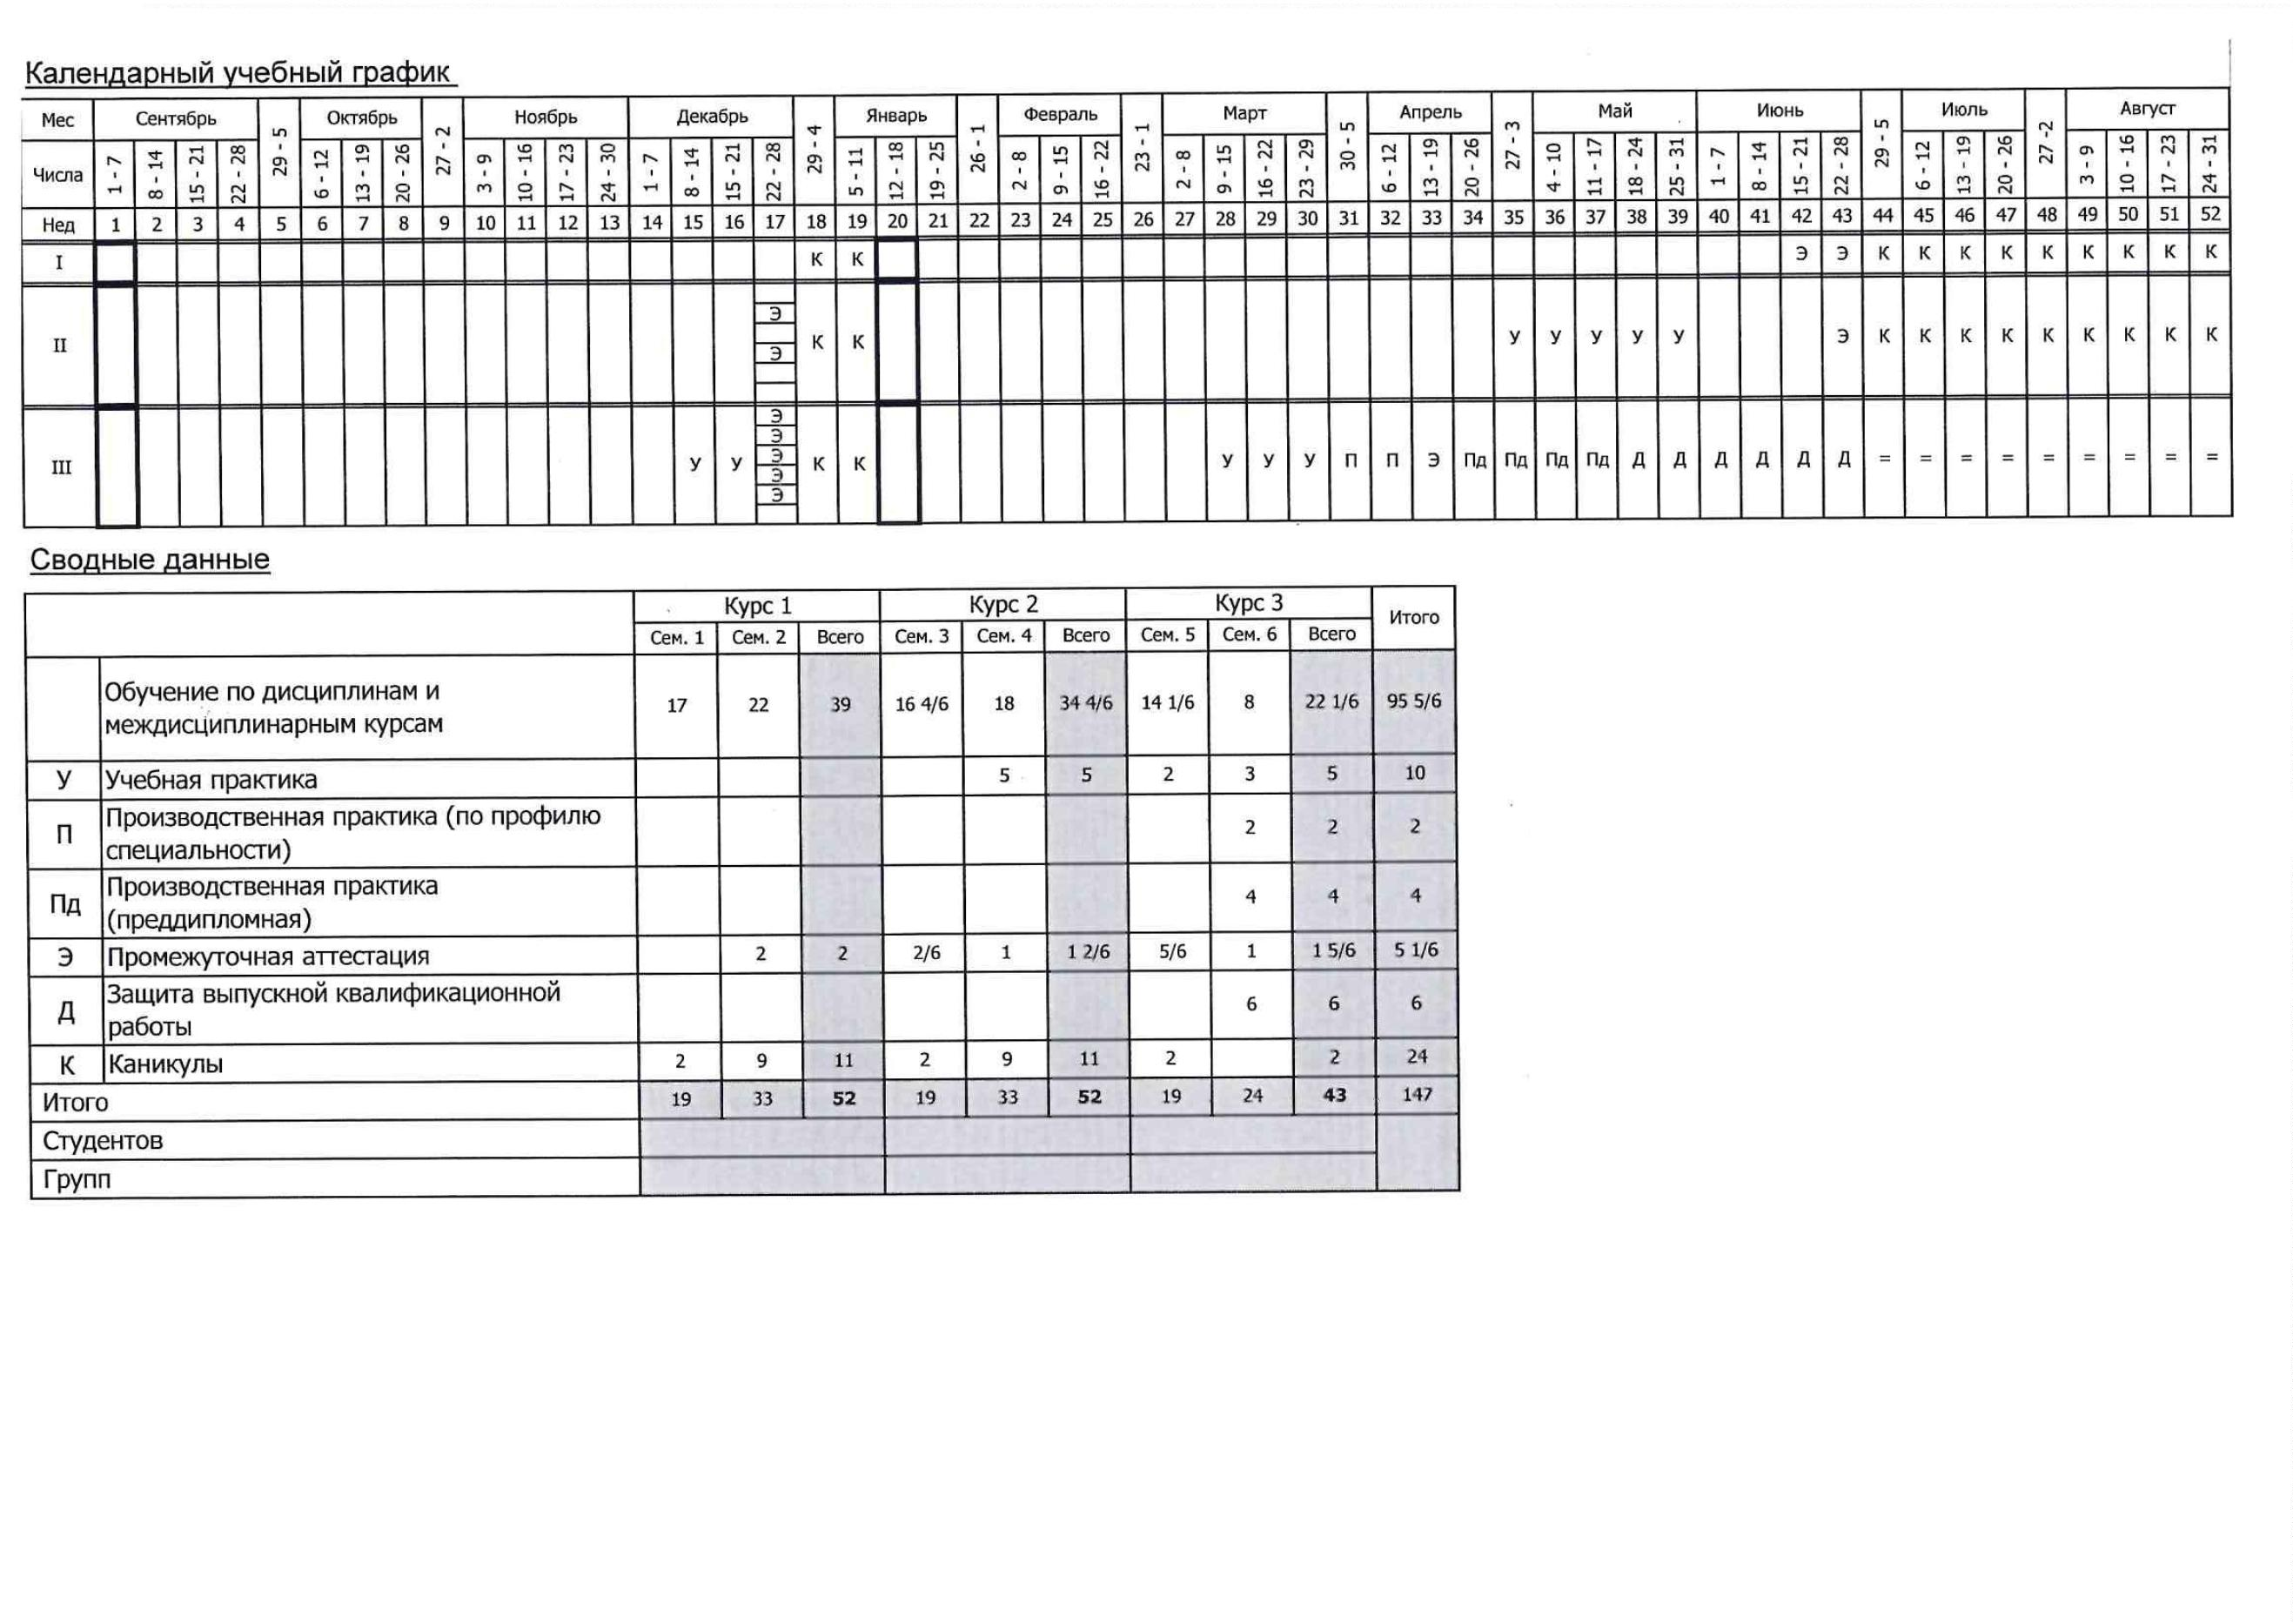 Календарный учебный график
Мес Сентябрь 29 - 5 Октябрь 27 - 2 Ноябрь Декабрь 29 - 4 Январь 26 - 1 Февраль 23 - 1 Март 30 - 5 Апрель 27 - 3 Май Июнь 29 - 5 Июль 27 -2 Август
Числа 1 - 7 8 - 14 15 - 21 22 - 28 6 - 12 13 - 19 20 - 26 3 - 9 10 - 16 17 - 23 24 - 30 1 - 7 8 - 14 15 - 21 22 - 28 5 - 11 12 - 18 19 - 25 2 - 8 9 - 15 16 - 22 2 - 8 9 - 15 16 - 22 23 - 29 6 - 12 13 - 19 20 - 26 4 - 10 11 - 17 18 - 24 25 - 31 1 - 7 8 - 14 15 - 21 22 - 28 6 - 12 13 - 19 20 - 26 3 - 9 10 - 16 17 - 23 24 - 31
Нед 1 2 3 4 5 6 7 8 9 10 11 12 13 14 15 16 17 18 19 20 21 22 23 24 25 26 27 28 29 30 31 32 33 34 35 36 37 38 39 40 41 42 43 44 45 46 47 48 49 50 51 52
I К К Э Э К К К К К К К К К
II Э Э К К У У У У У Э К К К К К К К К К
III У У Э Э Э Э Э К К У У У П П Э Пд Пд Пд Пд Д Д Д Д Д Д = = = = = = = = =
Сводные данные
Курс 1 Курс 2 Курс 3 Итого
Сем. 1 Сем. 2 Всего Сем. 3 Сем. 4 Всего Сем. 5 Сем. 6 Всего
Обучение по дисциплинам и
междисциплинарным курсам 17 22 39 16 4/6 18 34 4/6 14 1/6 8 22 1/6 95 5/6
У Учебная практика 5 5 2 3 5 10
П Производственная практика (по профилю
специальности) 2 2 2
Пд Производственная практика
(преддипломная) 4 4 4
Э Промежуточная аттестация 2 2 2/6 1 1 2/6 5/6 1 1 5/6 5 1/6
Д Защита выпускной квалификационной
работы 6 6 6
К Каникулы 2 9 11 2 9 11 2 2 24
Итого 19 33 52 19 33 52 19 24 43 147
Студентов
Групп